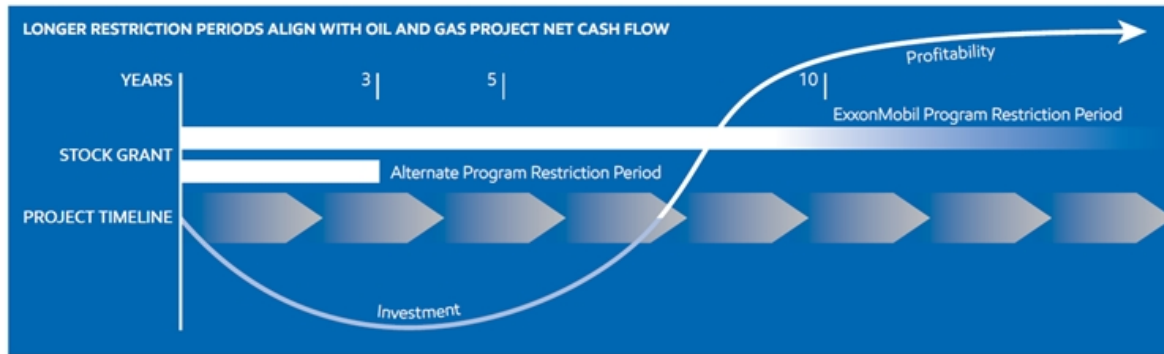 LONGER RESTRICTION PERIODS ALIGN WITH OIL AND GAS PROJECT NET CASH FLOW
Profitability
YEARS 3 5 10
ExxonMobil Program Restriction Period
STOCK GRANT
Alternate Program Restriction Period
PROJECT TIMELINE
Investment